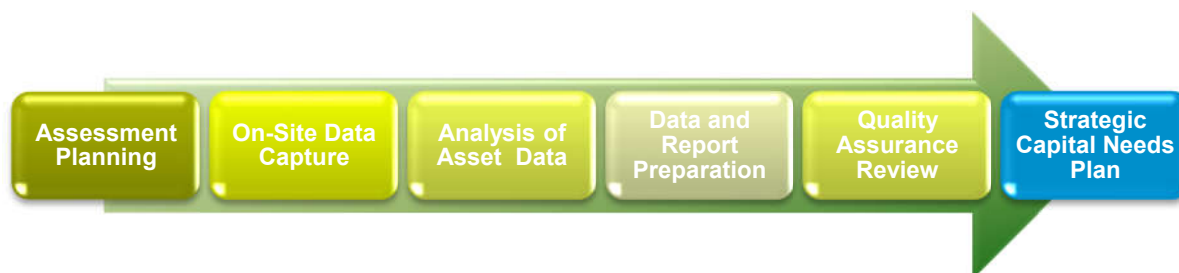 Assessment
Planning
On-Site Data
Capture
Analysis of
Asset Data
Data and
Report
Preparation
Quality
Assurance
Review
Strategic
Capital Needs
Plan